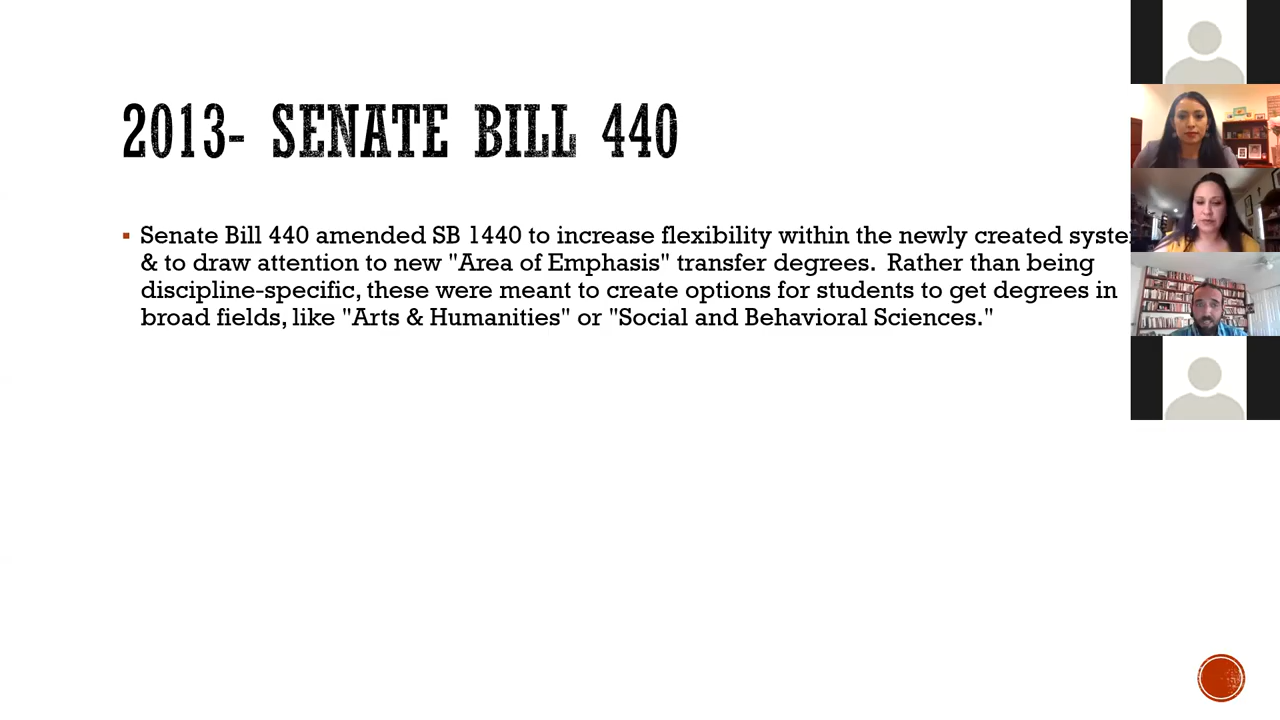 2013- SENATE BILL 440
Senate Bill 440 amended SB 1440 to increase flexibility within the newly created
& to draw attention to new "Area of Emphasis" transfer degrees. Rather than being
discipline-specific, these were meant to create options for students to get degrees in
broad fields, like "Arts & Humanities" or "Social and Behavioral Sciences."